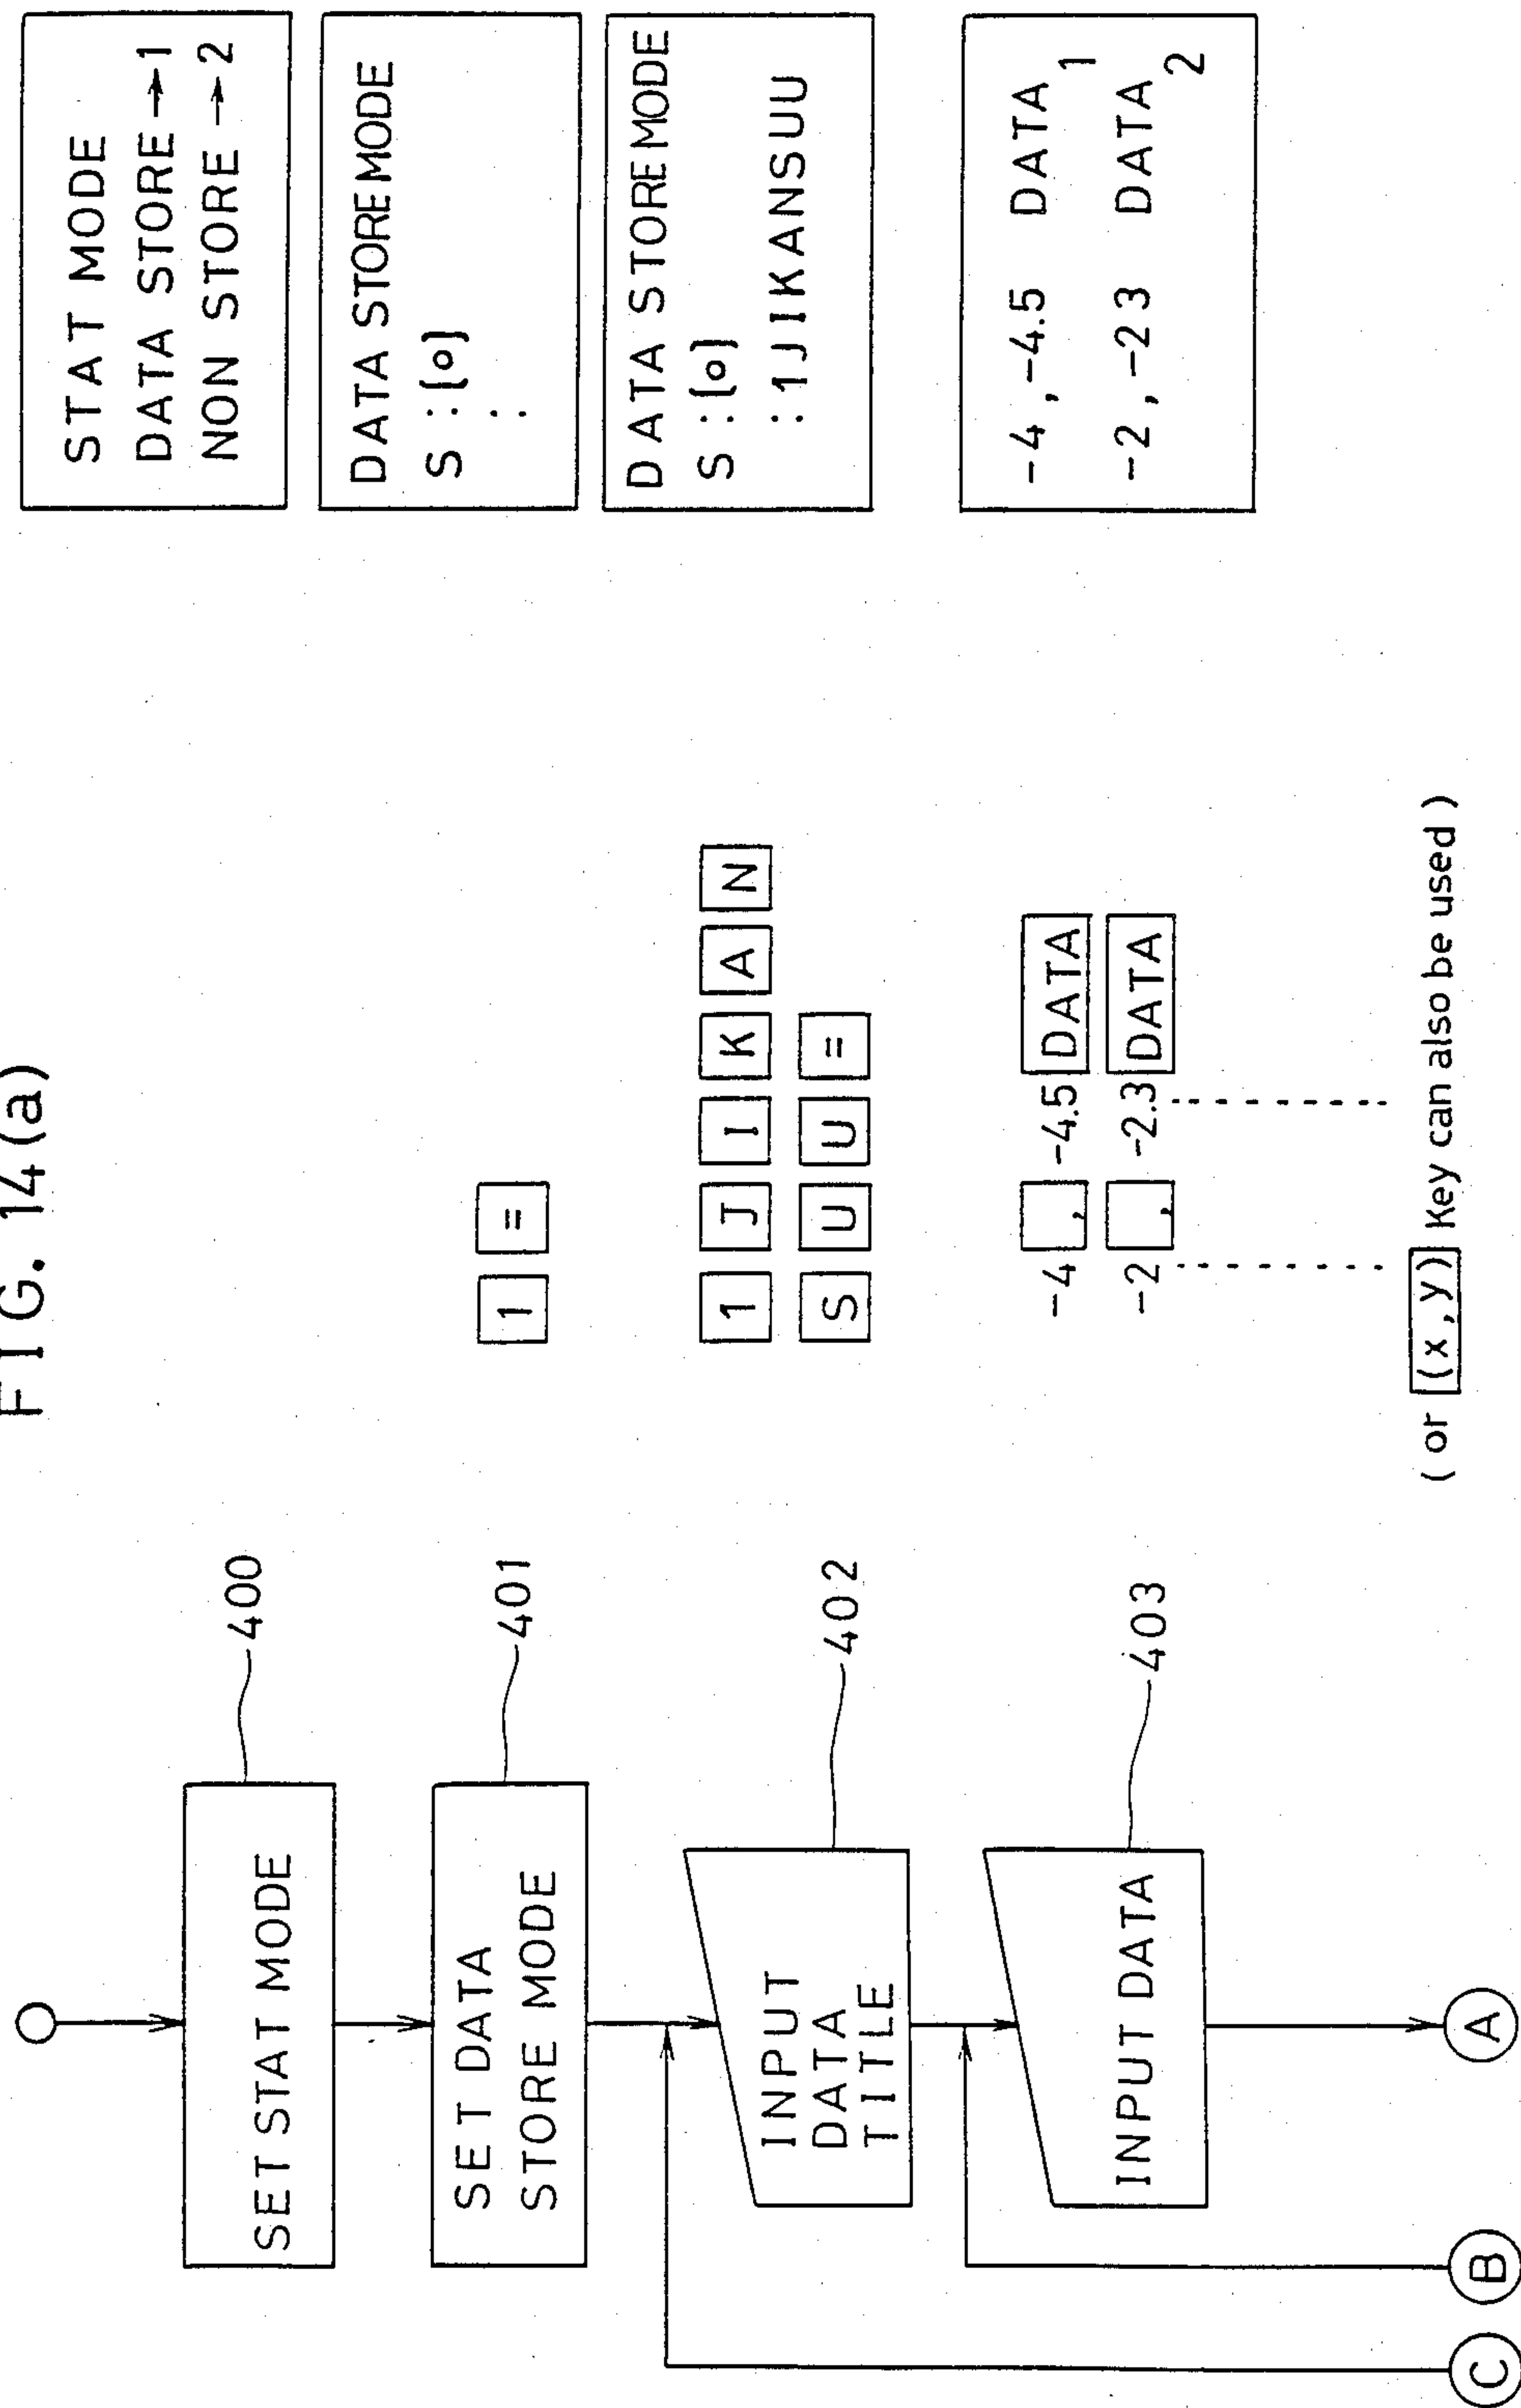 FIG. 14(a)
SET STAT MODE
400
SET DATA
STORE MODE
401
INPUT
DATA
TITLE
402
INPUT DATA
403
A
B
C
1 =
1 J I K A N
S U U =
-4 , -4.5 DATA
-2 , -2.3 DATA
(or (x,y) Key can also be used)
STAT MODE
DATA STORE→1
NON STORE→2
DATA STORE MODE
S:[o]
:
DATA STORE MODE
S:[o]
:1JIKANSUU
-4,-4.5 DATA
1
-2,-23 DATA
2